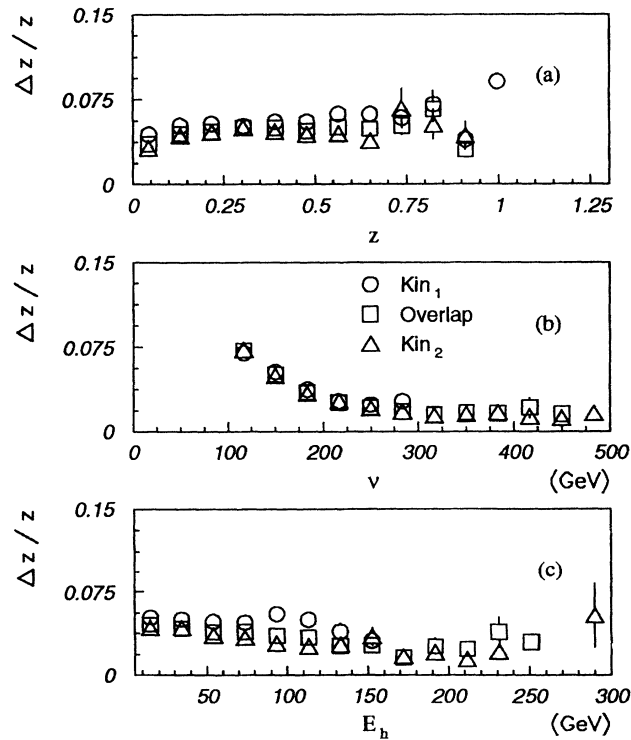 0.15
Δz/z
(a)
0.075
0
0 0.25 0.5 0.75 1 1.25
z
0.15
Δz/z
Kin₁
Overlap
(b)
0.075
Kin₂
0
0 100 200 300 400 500
ν (GeV)
0.15
Δz/z
(c)
0.075
0
50 100 150 200 250 300
E_h (GeV)